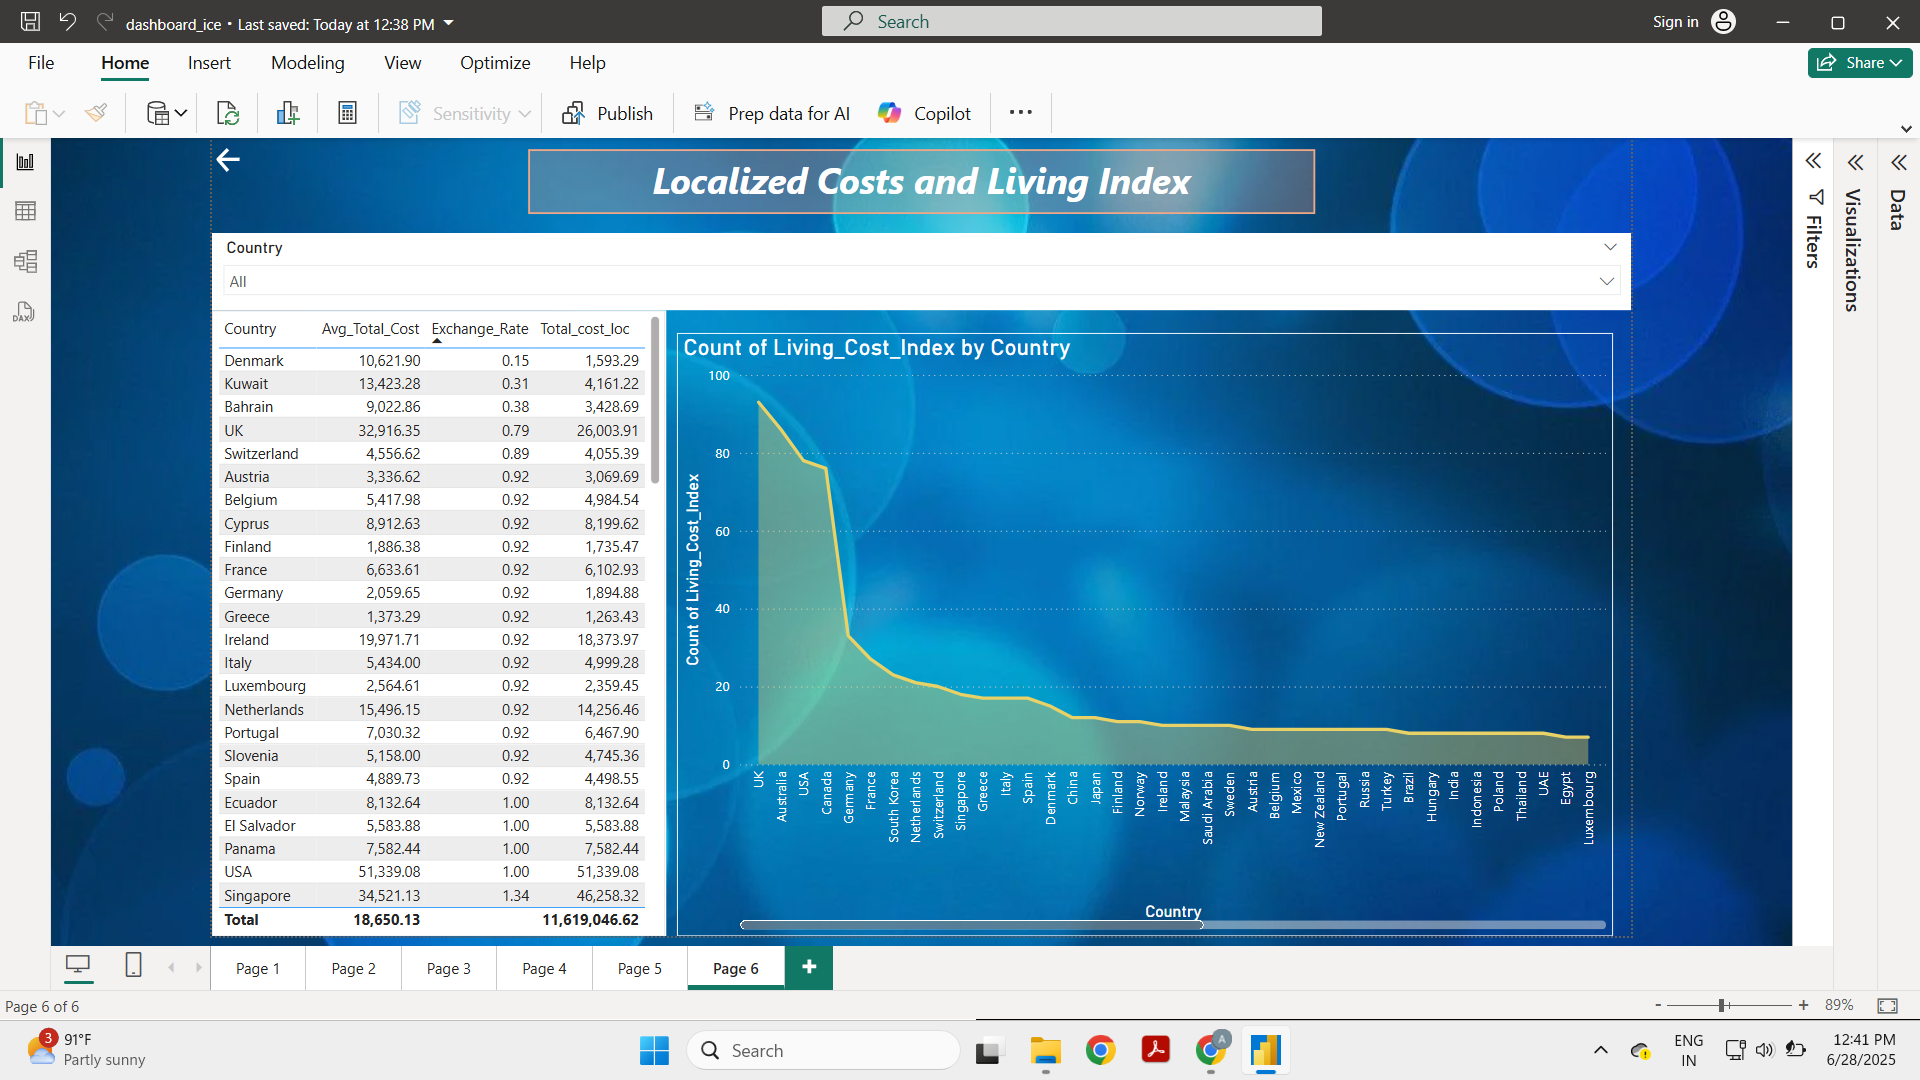 dashboard_ice • Last saved: Today at 12:38 PM
Search
Sign in
File Home Insert Modeling View Optimize Help
Share
Sensitivity
Publish
Prep data for AI
Copilot
Localized Costs and Living Index
Country
All
Filters
Visualizations
Data
DAX
Country Avg_Total_Cost Exchange_Rate Total_cost_loc
Denmark 10,621.90 0.15 1,593.29
Kuwait 13,423.28 0.31 4,161.22
Bahrain 9,022.86 0.38 3,428.69
UK 32,916.35 0.79 26,003.91
Switzerland 4,556.62 0.89 4,055.39
Austria 3,336.62 0.92 3,069.69
Belgium 5,417.98 0.92 4,984.54
Cyprus 8,912.63 0.92 8,199.62
Finland 1,886.38 0.92 1,735.47
France 6,633.61 0.92 6,102.93
Germany 2,059.65 0.92 1,894.88
Greece 1,373.29 0.92 1,263.43
Ireland 19,971.71 0.92 18,373.97
Italy 5,434.00 0.92 4,999.28
Luxembourg 2,564.61 0.92 2,359.45
Netherlands 15,496.15 0.92 14,256.46
Portugal 7,030.32 0.92 6,467.90
Slovenia 5,158.00 0.92 4,745.36
Spain 4,889.73 0.92 4,498.55
Ecuador 8,132.64 1.00 8,132.64
El Salvador 5,583.88 1.00 5,583.88
Panama 7,582.44 1.00 7,582.44
USA 51,339.08 1.00 51,339.08
Singapore 34,521.13 1.34 46,258.32
Total 18,650.13 11,619,046.62
Count of Living_Cost_Index by Country
Count of Living_Cost_Index
100
80
60
40
20
0
UK
Australia
USA
Canada
Germany
France
South Korea
Netherlands
Switzerland
Singapore
Greece
Italy
Spain
Denmark
China
Japan
Finland
Norway
Ireland
Malaysia
Saudi Arabia
Sweden
Austria
Belgium
Mexico
New Zealand
Portugal
Russia
Turkey
Brazil
Hungary
India
Indonesia
Poland
Thailand
UAE
Egypt
Luxembourg
Country
Page 1 Page 2 Page 3 Page 4 Page 5 Page 6 +
Page 6 of 6
- + 89%
3
91°F
Partly sunny
Search
A
ENG
IN
12:41 PM
6/28/2025